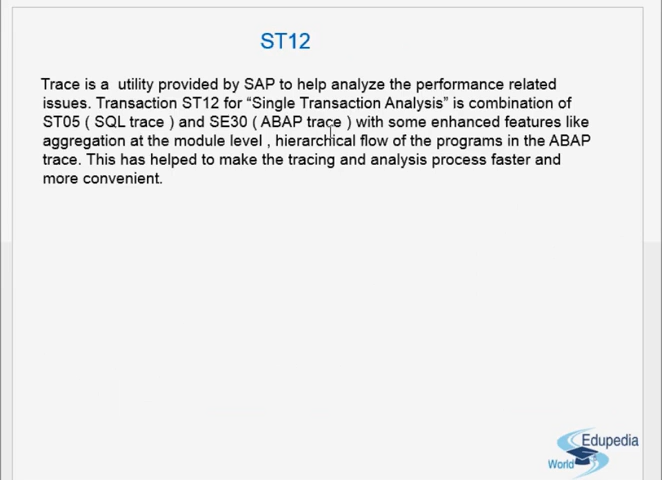 ST12
Trace is a  utility provided by SAP to help analyze the performance related
issues. Transaction ST12 for “Single Transaction Analysis” is combination of
ST05 ( SQL trace ) and SE30 ( ABAP trace ) with some enhanced features like
aggregation at the module level , hierarchical flow of the programs in the ABAP
trace. This has helped to make the tracing and analysis process faster and
more convenient.
Edupedia
World